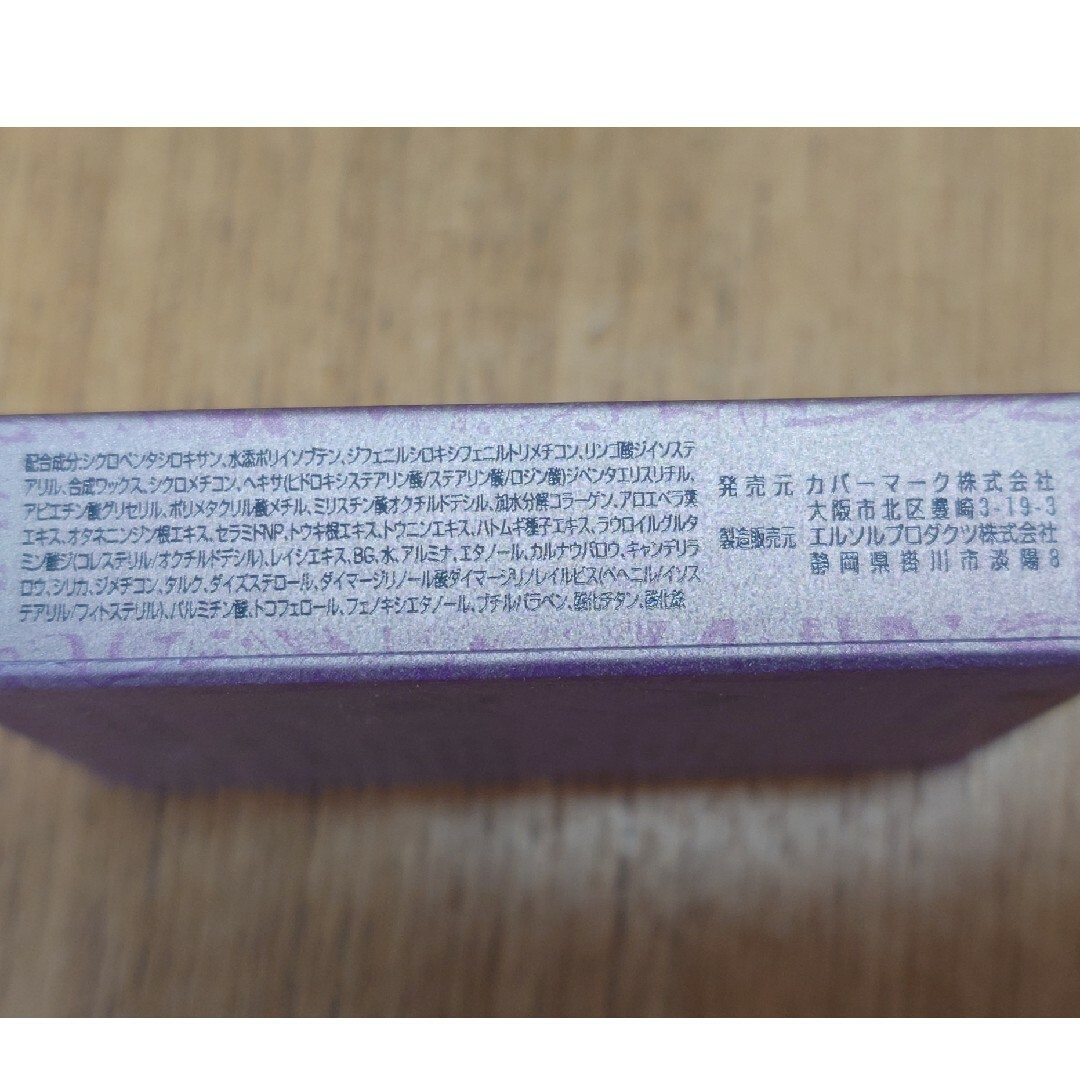 配合成分:シクロペンタシロキサン、水添ポリイソブテン、ジフェニルシロキシフェニルトリメチコン、リンゴ酸ジイソステ
アリル、合成ワックス、シクロメチコン、ヘキサ(ヒドロキシステアリン酸/ステアリン酸/ロジン酸)ジペンタエリスリチル、
アビエチン酸グリセリル、ポリメタクリル酸メチル、ミリスチン酸オクチルドデシル、加水分解コラーゲン、アロエベラ葉
エキス、オタネニンジン根エキス、セラミドNP、トウキ根エキス、トウニンエキス、ハトムギ種子エキス、ラウロイルグルタ
ミン酸ジ(コレステリル/オクチルドデシル)、レイシエキス、BG、水、アルミナ、エタノール、カルナウバロウ、キャンデリラ
ロウ、シリカ、ジメチコン、タルク、ダイズステロール、ダイマージリノール酸ダイマージリノレイルビス(ベヘニル/イソス
テアリル/フィトステリル)、パルミチン酸、トコフェロール、フェノキシエタノール、ブチルパラベン、酸化チタン、酸化鉄
発売元 カバーマーク株式会社
大阪市北区豊崎3-19-3
製造販売元 エルソルプロダクツ株式会社
静岡県掛川市淡陽8